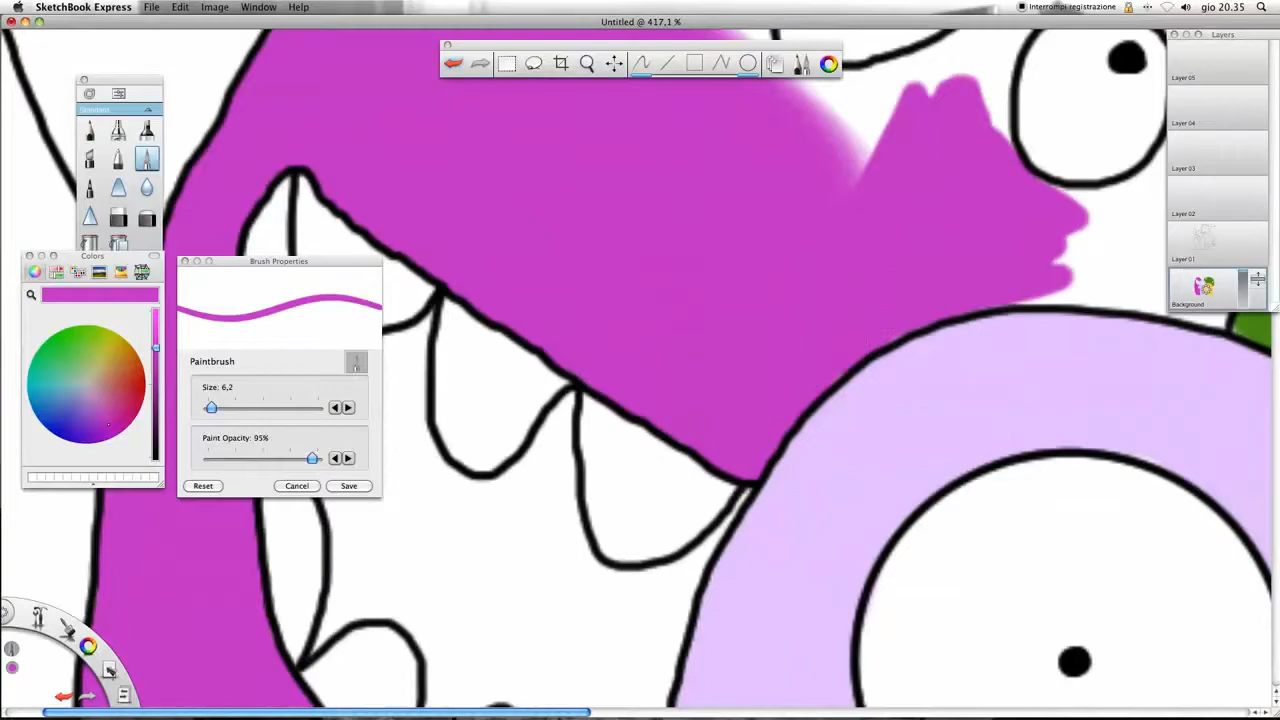 SketchBook Express File Edit Image Window Help
Interrompi registrazione
gio 20.35
Untitled @ 417,1 %
Layers
Layer 05
Layer 04
Layer 03
Layer 02
Layer 01
Background
Standard
Colors
Brush Properties
Paintbrush
Size: 6,2
Paint Opacity: 95%
Reset
Cancel
Save